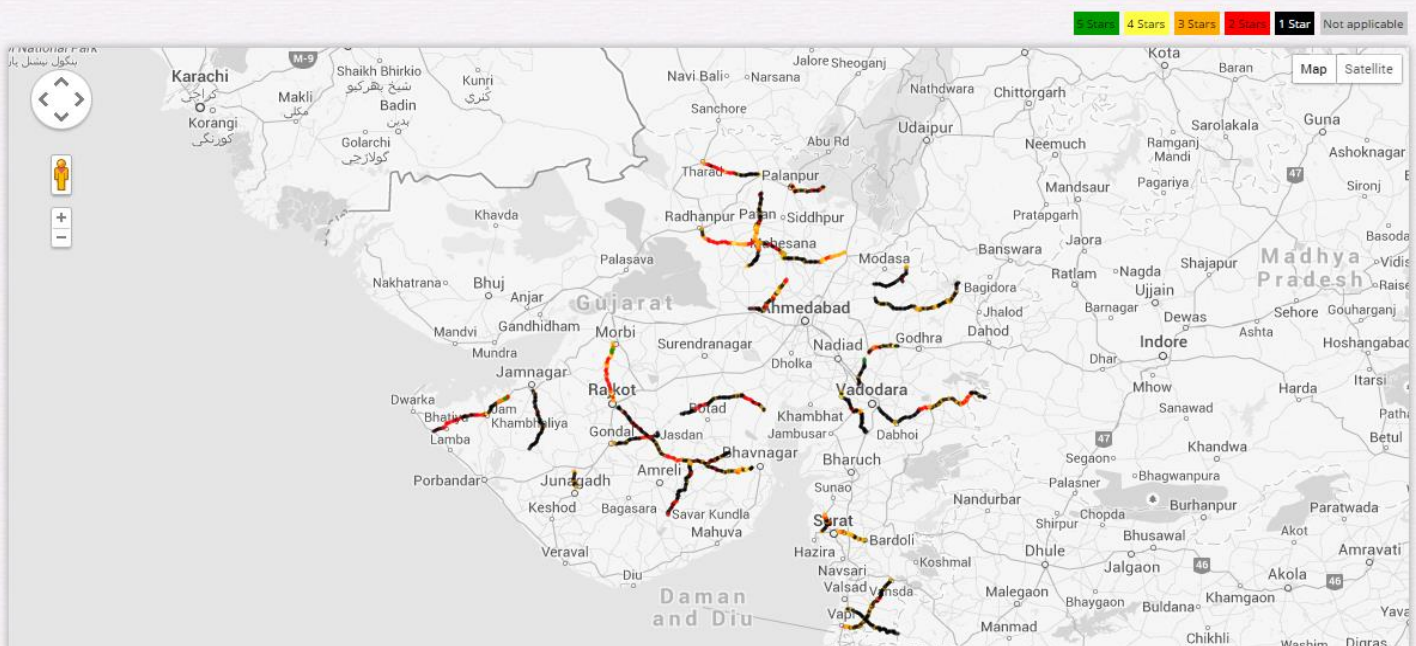 5 Stars
4 Stars
3 Stars
2 Stars
1 Star
Not applicable
Map
Satellite
National Park
M-9
Karachi
کراچی
Korangi
کورنگی
Makli
مکلی
Shaikh Bhirkio
شیخ بھرکیو
Badin
بدین
Golarchi
گولاڑچی
Kunri
کنری
Navi Bali
Narsana
Jalore
Sheoganj
Sanchore
Abu Rd
Nathdwara
Udaipur
Chittorgarh
Kota
Baran
Neemuch
Sarolakala
Guna
Ramganj
Mandi
Ashoknagar
47
Sironj
Mandsaur
Pagariya
Pratapgarh
Tharad
Palanpur
Radhanpur
Patan
Siddhpur
Khavda
Palasava
Modasa
Banswara
Jaora
Ratlam
Nagda
Ujjain
Shajapur
Madhya
Pradesh
Basoda
Nakhatrana
Bhuj
Anjar
Gujarat
Ahmedabad
Bagidora
Jhalod
Barnagar
Dewas
Sehore
Gouharganj
Mandvi
Gandhidham
Morbi
Mundra
Surendranagar
Nadiad
Godhra
Dahod
Indore
Ashta
Hoshangabad
Dholka
Dhar
Jamnagar
Rajkot
Vadodara
Mhow
Harda
Itarsi
Dwarka
Khambhaliya
Lamba
Botad
Khambhat
Jambusar
Dabhoi
Sanawad
Gondal
Jasdan
Bhavnagar
Bharuch
47
Segaon
Khandwa
Betul
Porbandar
Junagadh
Amreli
Sunao
Nandurbar
Palasner
Bhagwanpura
Burhanpur
Paratwada
Keshod
Bagasara
Savar Kundla
Mahuva
Surat
Bardoli
Shirpur
Chopda
Bhusawal
Akot
Veraval
Hazira
Navsari
Koshmal
Dhule
Jalgaon
46
Akola
46
Amravati
Diu
Daman
and Diu
Valsad
Vansda
Vapi
Malegaon
Bhaygaon
Buldana
Khamgaon
Manmad
Chikhli
Washim
Digras